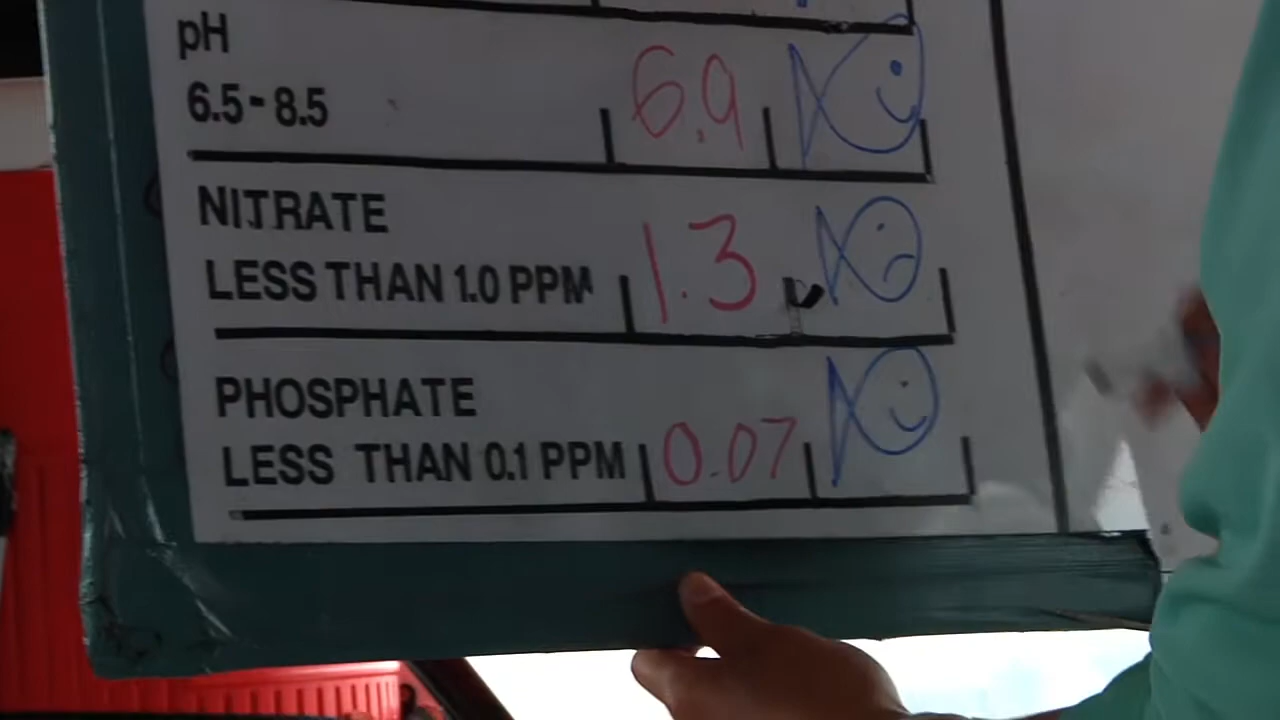 pH
6.5-8.5 6.9
NITRATE
LESS THAN 1.0 PPM 1.3
PHOSPHATE
LESS THAN 0.1 PPM 0.07